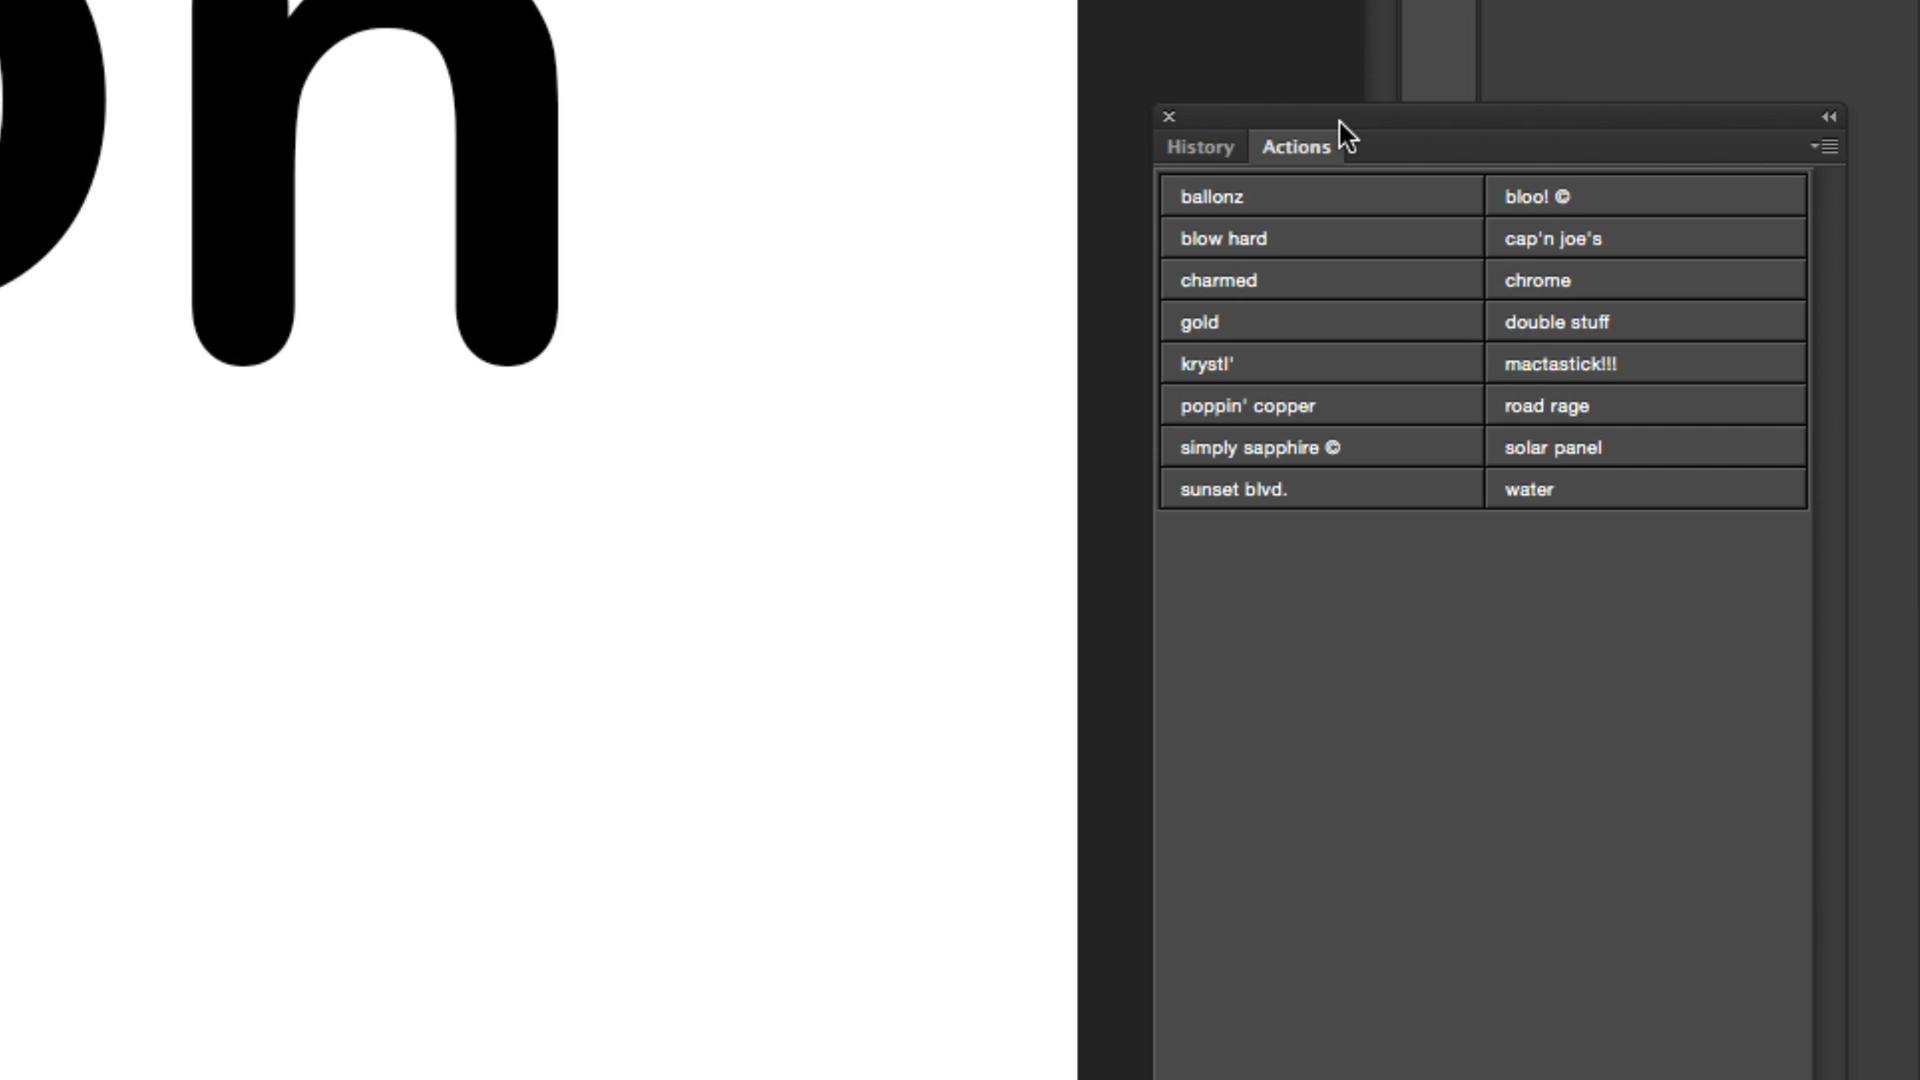 on
History Actions
ballonz bloo! ©
blow hard cap'n joe's
charmed chrome
gold double stuff
krystl' mactastick!!!
poppin' copper road rage
simply sapphire © solar panel
sunset blvd. water